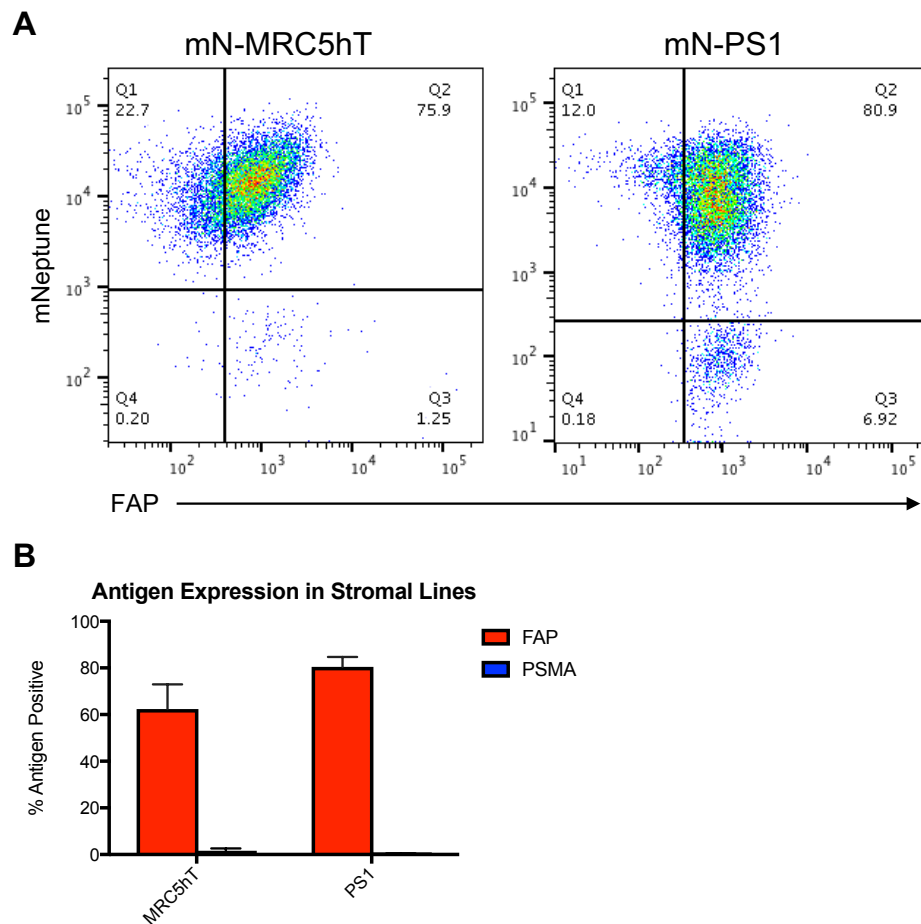 A
mN-MRC5hT
mN-PS1
Q1
22.7
Q2
75.9
Q4
0.20
Q3
1.25
10^5
10^4
10^3
10^2
10^2 10^3 10^4 10^5
Q1
12.0
Q2
80.9
Q4
0.18
Q3
6.92
10^5
10^4
10^3
10^2
10^1
10^1 10^2 10^3 10^4 10^5
mNeptune
FAP
B
Antigen Expression in Stromal Lines
% Antigen Positive
100
80
60
40
20
0
MRC5hT
PS1
FAP
PSMA